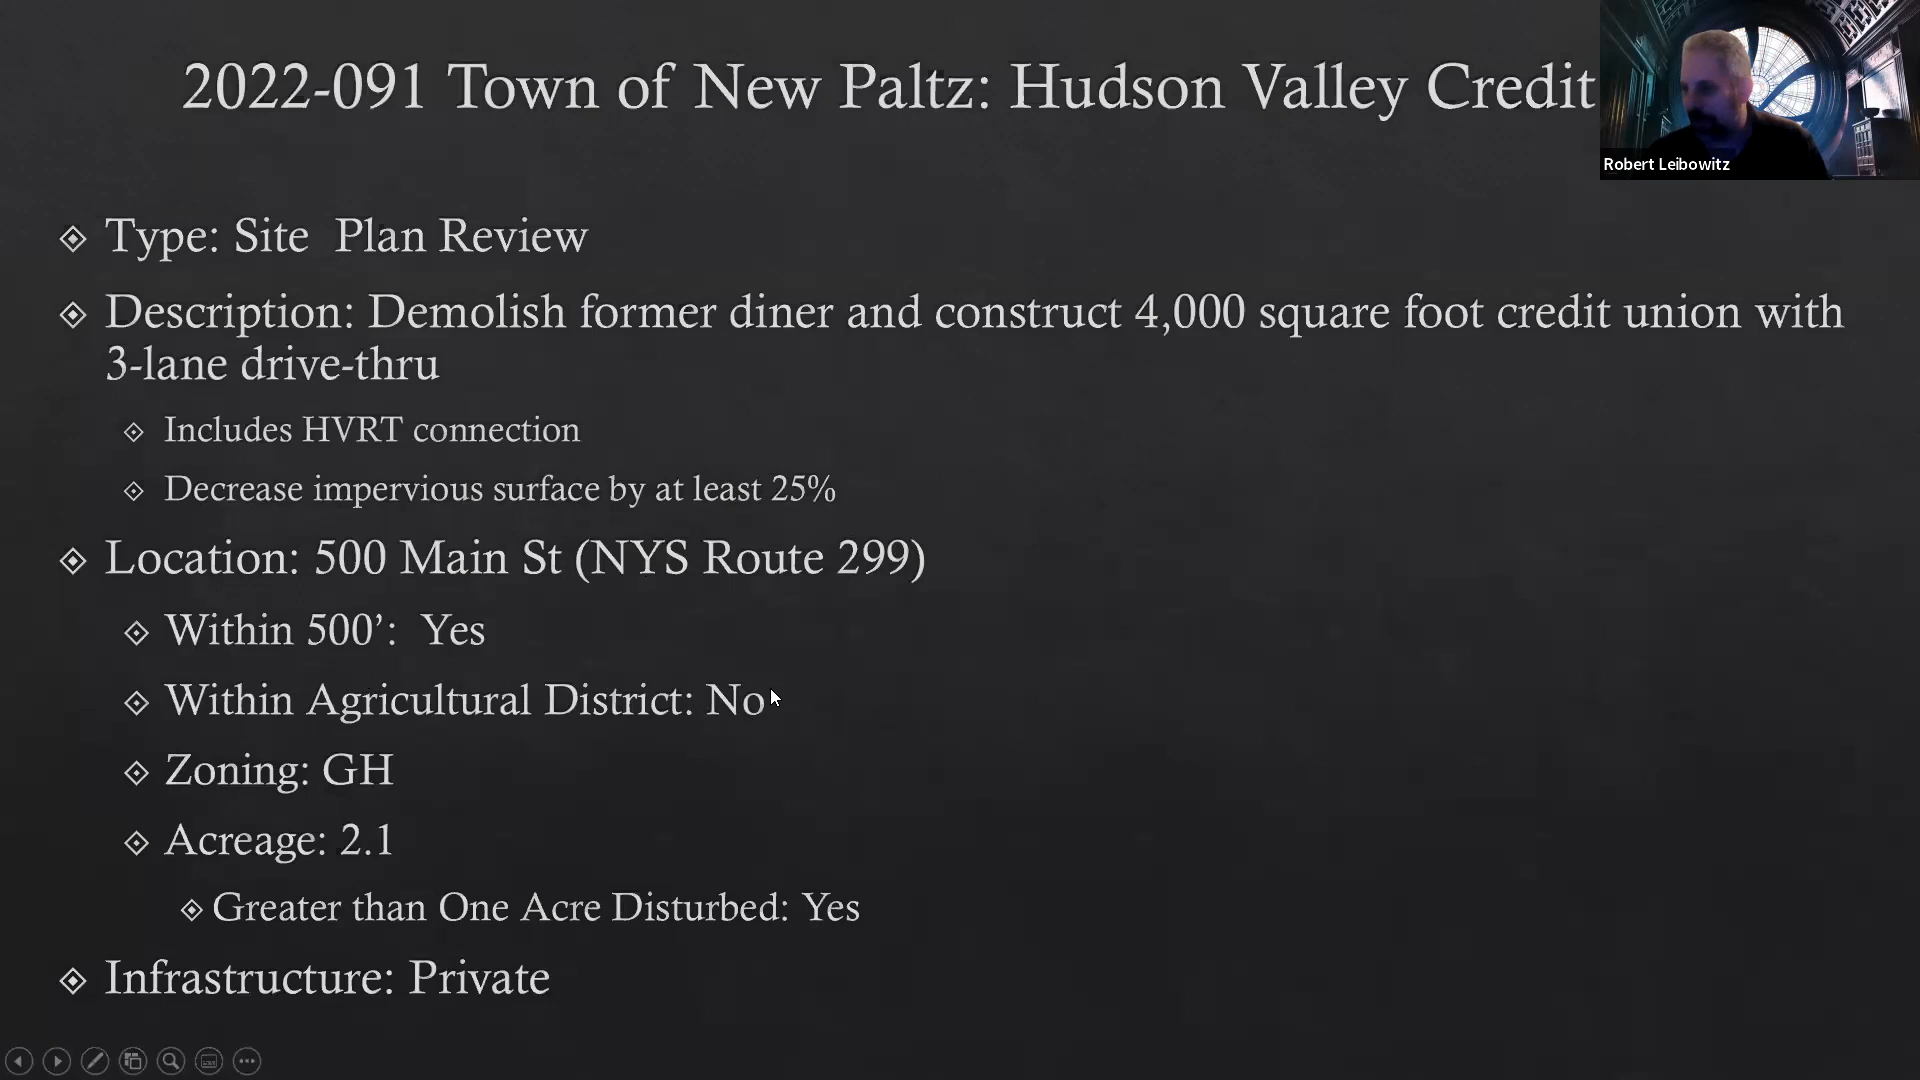 2022-091 Town of New Paltz: Hudson Valley Credit
Robert Leibowitz
Type: Site  Plan Review
Description: Demolish former diner and construct 4,000 square foot credit union with
3-lane drive-thru
Includes HVRT connection
Decrease impervious surface by at least 25%
Location: 500 Main St (NYS Route 299)
Within 500’:  Yes
Within Agricultural District: No
Zoning: GH
Acreage: 2.1
Greater than One Acre Disturbed: Yes
Infrastructure: Private